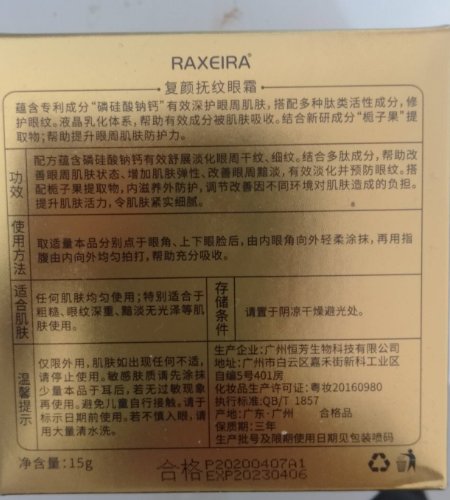 RAXEIRA®
复颜抚纹眼霜
蕴含专利成分“磷硅酸钠钙”有效深护眼周肌肤，搭配多种肽类活性成分，修
护眼纹。液晶乳化体系，帮助有效成分被肌肤吸收。结合新研成分“栀子果”提
取物；帮助提升眼周肌肤防护力。
功效
配方蕴含磷硅酸钠钙有效舒展淡化眼周干纹、细纹。结合多肽成分，帮助改
善眼周肌肤状态、增加肌肤弹性、改善眼周黯淡，有效淡化并预防眼纹。搭
配栀子果提取物，内滋养外防护，调节改善因不同环境对肌肤造成的负担。
提升肌肤活力，令肌肤紧实细腻。
使用方法
取适量本品分别点于眼角、上下眼脸后，由内眼角向外轻柔涂抹，再用指
腹由内向外均匀拍打，帮助充分吸收。
适合肌肤
任何肌肤均匀使用；特别适合于
粗糙、眼纹深重、黯淡无光泽等肌
肤使用。
存储条件
请置于阴凉干燥避光处。
温馨提示
仅限外用，肌肤如出现任何不适，
请停止使用。敏感肤质请先涂抹
少量本品于耳后，若无过敏现象
再使用。避免儿童自行接触。请于
标示日期前使用。若不慎入眼，请
用大量清水洗。
生产企业：广州恒芳生物科技有限公司
地址：广州市白云区嘉禾街新科工业区
自编5号401房
化妆品生产许可证：粤妆20160980
执行标准：QB/T 1857
产地：广东·广州 合格品
保质期：三年
生产批号及限期使用日期见包装喷码
净含量：15g
合格 P20200407A1
EXP20230406